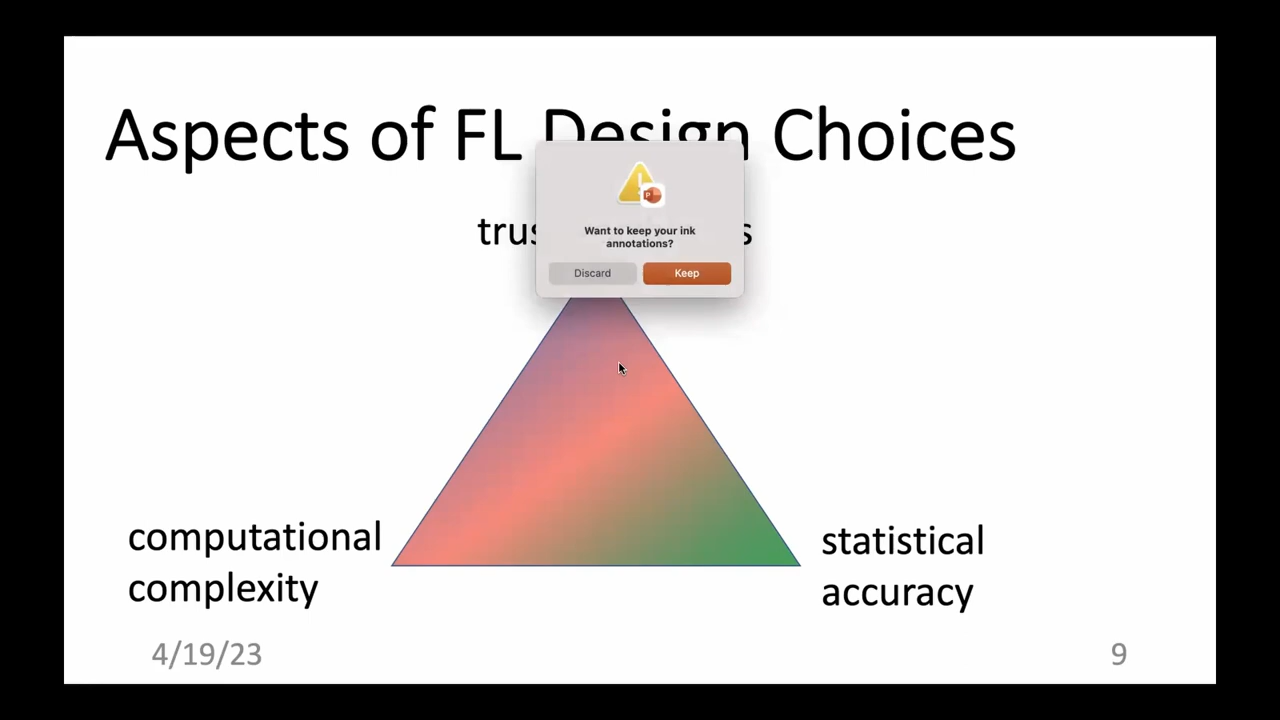 Aspects of FL Design Choices
Want to keep your ink
annotations?
Discard Keep
computational
complexity
statistical
accuracy
4/19/23
9